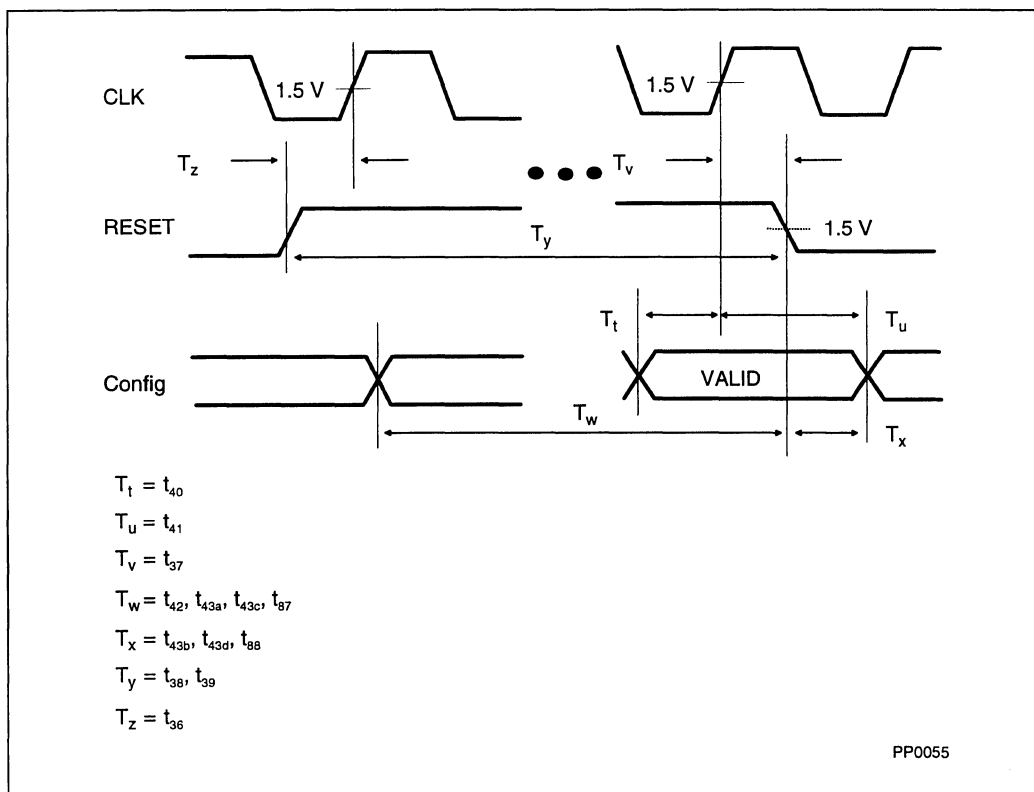 CLK
1.5 V
1.5 V
T_z
T_v
RESET
1.5 V
T_y
T_t
T_u
Config
VALID
T_w
T_x
T_t = t_40
T_u = t_41
T_v = t_37
T_w = t_42, t_43a, t_43c, t_87
T_x = t_43b, t_43d, t_88
T_y = t_38, t_39
T_z = t_36
PP0055